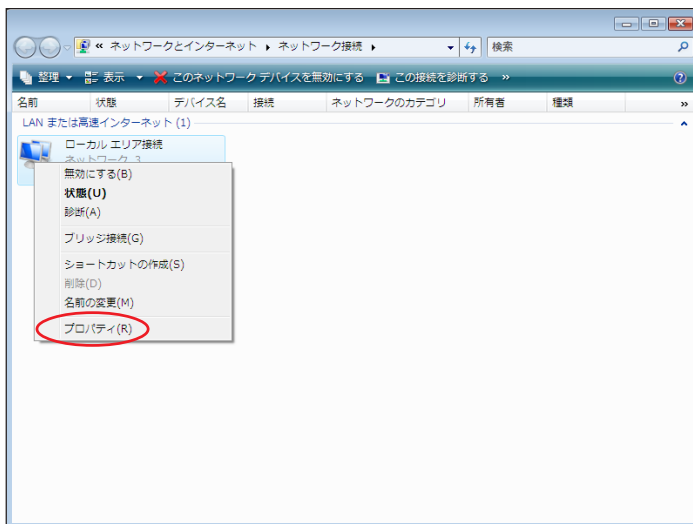 « ネットワークとインターネット ▸ ネットワーク接続 ▸ 検索
整理 ▼ 表示 ▼ このネットワーク デバイスを無効にする この接続を診断する »
名前 状態 デバイス名 接続 ネットワークのカテゴリ 所有者 種類 »
LAN または高速インターネット (1)
ローカル エリア接続
ネットワーク 3
無効にする(B)
状態(U)
診断(A)
ブリッジ接続(G)
ショートカットの作成(S)
削除(D)
名前の変更(M)
プロパティ(R)